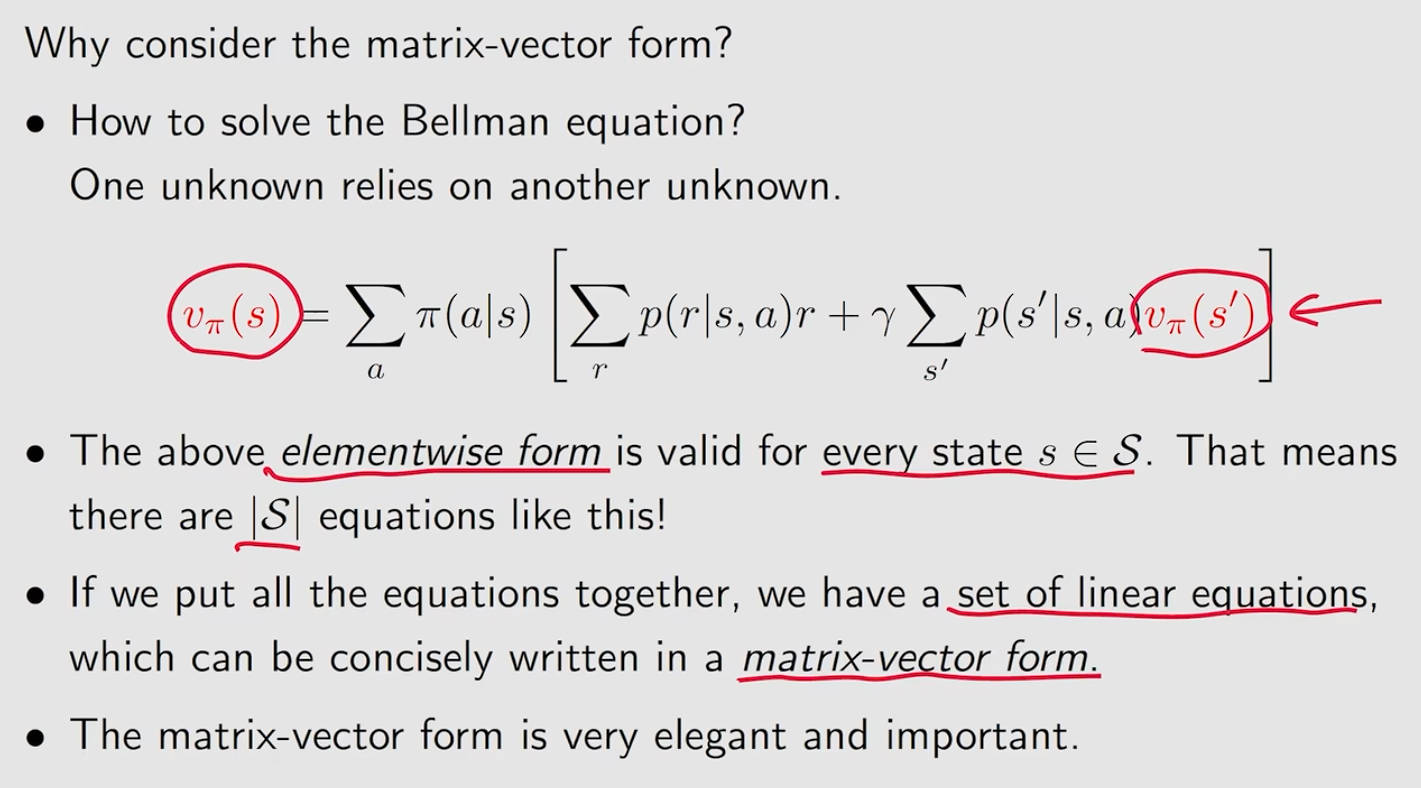 Why consider the matrix-vector form?
• How to solve the Bellman equation?
One unknown relies on another unknown.
v_π(s) = ∑_a π(a|s) [ ∑_r p(r|s, a)r + γ ∑_{s′} p(s′|s, a)v_π(s′) ]
• The above elementwise form is valid for every state s ∈ 𝒮. That means
there are |𝒮| equations like this!
• If we put all the equations together, we have a set of linear equations,
which can be concisely written in a matrix-vector form.
• The matrix-vector form is very elegant and important.